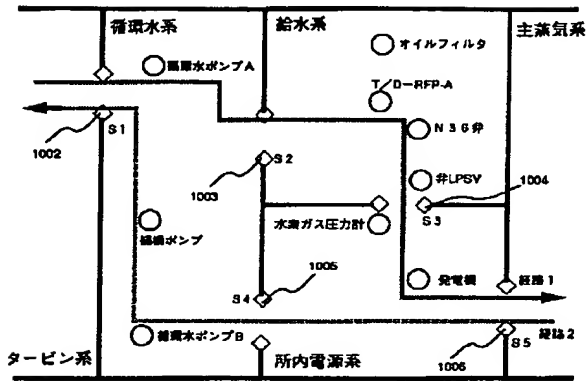 循環水系
給水系
主蒸気系
オイルフィルタ
循環水ポンプA
T/D-RFP-A
N36弁
S1
1002
S2
1003
弁LPSV
1004
S3
水素ガス圧力計
ポンプ
1005
S4
発電機
経路1
経路2
循環水ポンプB
S5
1006
タービン系
所内電源系